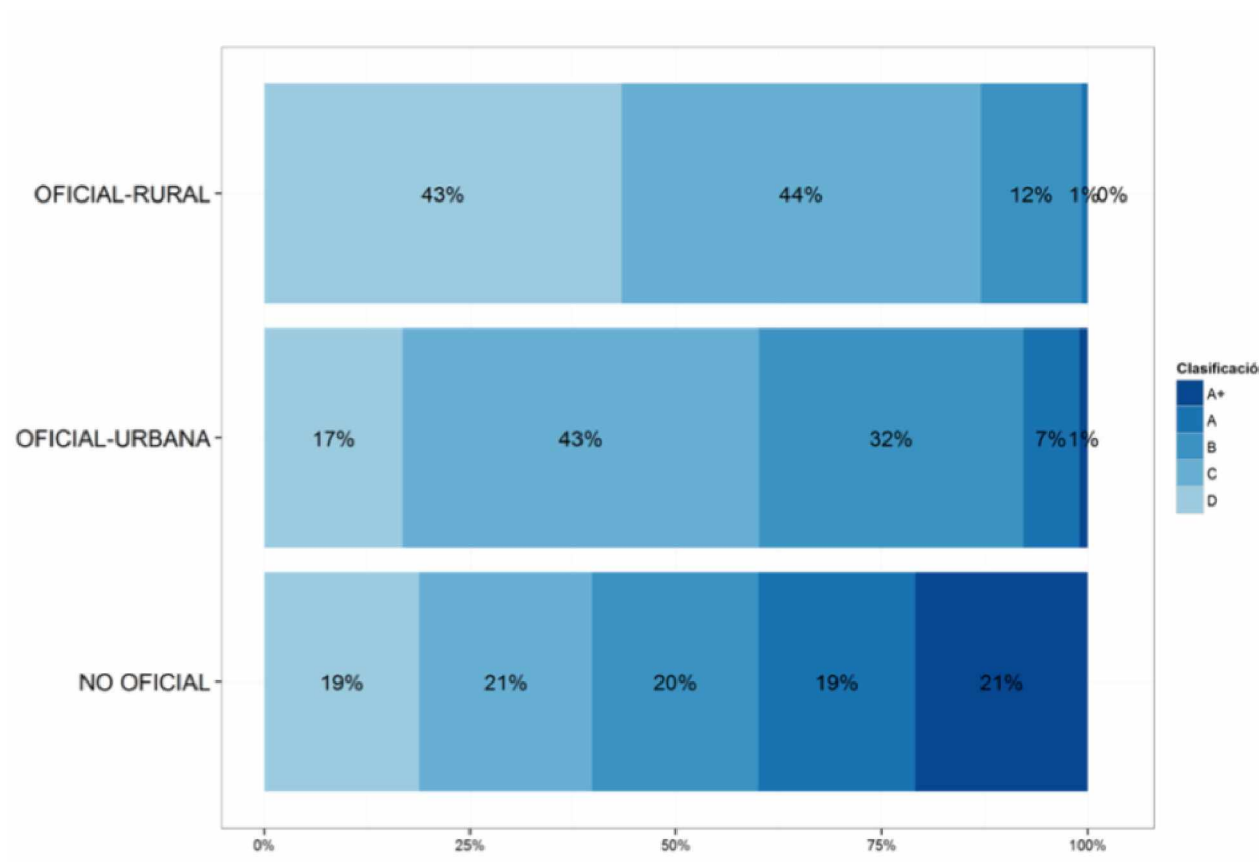 OFICIAL-RURAL
43%
44%
12%
1%
0%
OFICIAL-URBANA
17%
43%
32%
7%
1%
NO OFICIAL
19%
21%
20%
19%
21%
0%
25%
50%
75%
100%
Clasificació
A+
A
B
C
D